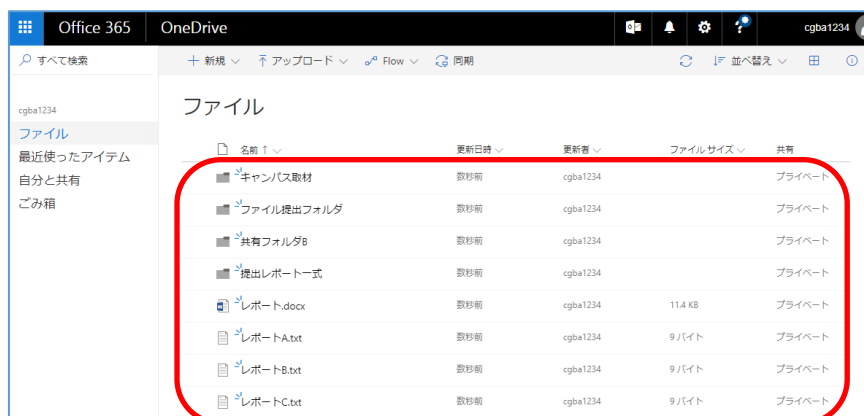 Office 365 OneDrive cgba1234
すべて検索 新規 アップロード Flow 同期 並べ替え
cgba1234
ファイル
最近使ったアイテム
自分と共有
ごみ箱
ファイル
名前 ↑ 更新日時 更新者 ファイル サイズ 共有
キャンパス取材 数秒前 cgba1234 プライベート
ファイル提出フォルダ 数秒前 cgba1234 プライベート
共有フォルダB 数秒前 cgba1234 プライベート
提出レポート一式 数秒前 cgba1234 プライベート
レポート.docx 数秒前 cgba1234 11.4 KB プライベート
レポートA.txt 数秒前 cgba1234 9 バイト プライベート
レポートB.txt 数秒前 cgba1234 9 バイト プライベート
レポートC.txt 数秒前 cgba1234 9 バイト プライベート